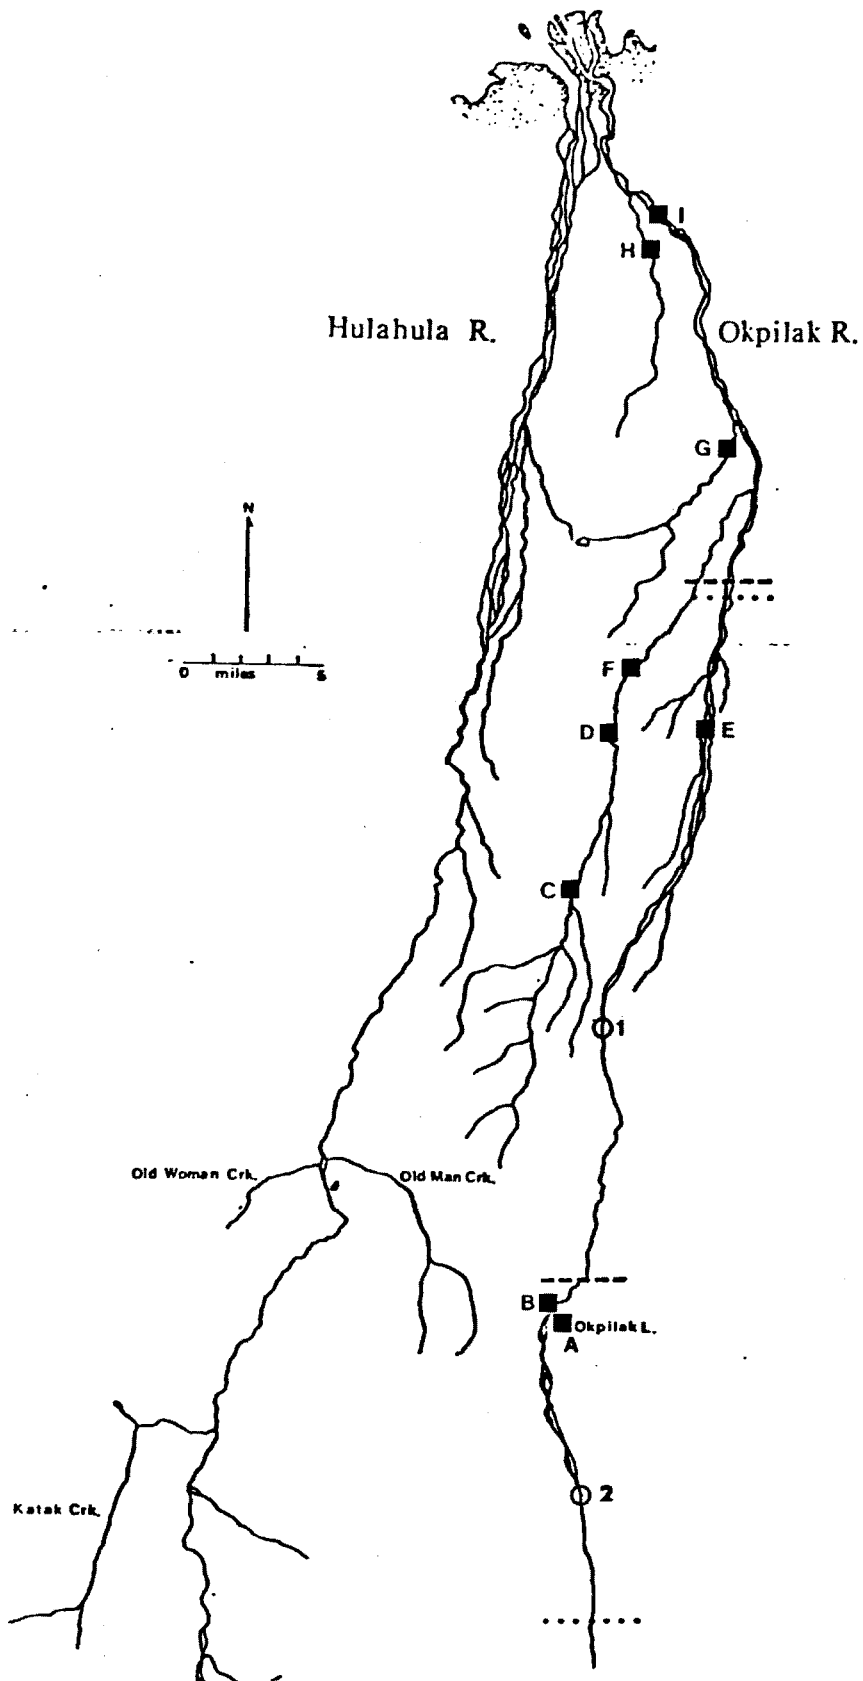 I
H
Hulahula R.
Okpilak R.
G
N
0 miles 5
F
D
E
C
1
Old Woman Crk.
Old Man Crk.
B
Okpilak L.
A
2
Katak Crk.